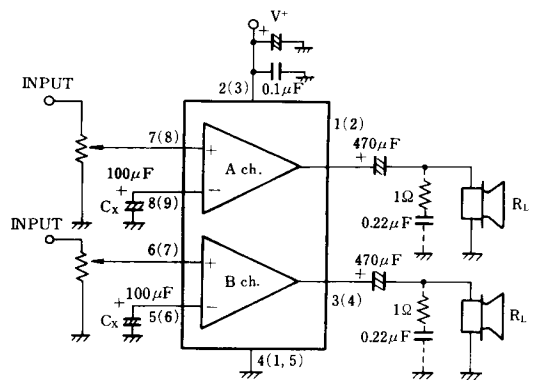 V+
+
INPUT
2(3)
0.1μF
1(2)
470μF
+
7(8)
+
A ch.
−
100μF
+
Cx
8(9)
1Ω
0.22μF
RL
INPUT
6(7)
+
B ch.
−
470μF
+
100μF
+
Cx
5(6)
3(4)
1Ω
0.22μF
RL
4(1, 5)